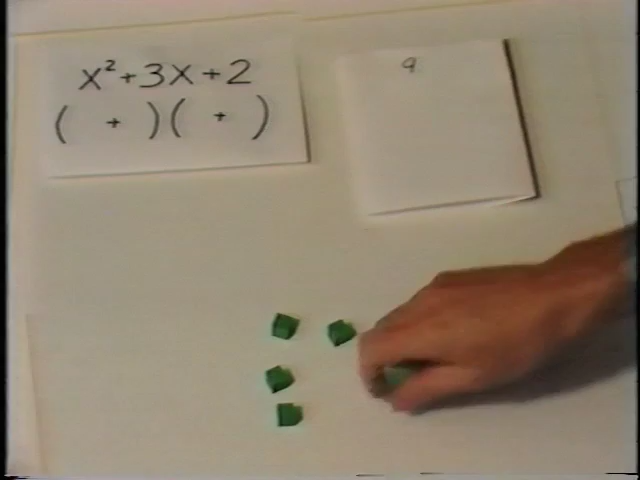 x²+3x+2
( + )( + )
9